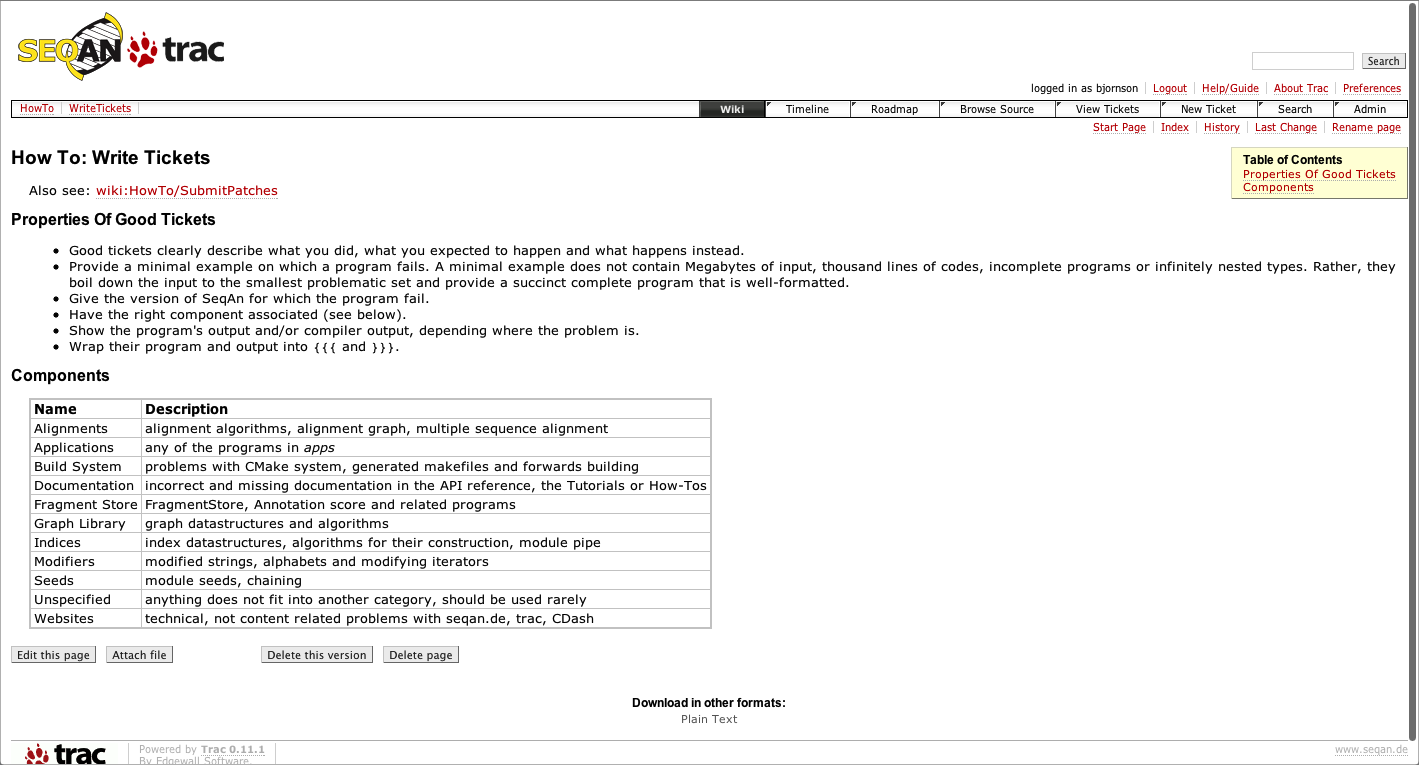 SEQAN trac
Search
logged in as bjornson Logout Help/Guide About Trac Preferences
HowTo WriteTickets Wiki Timeline Roadmap Browse Source View Tickets New Ticket Search Admin
Start Page Index History Last Change Rename page
How To: Write Tickets
Table of Contents
Properties Of Good Tickets
Components
Also see: wiki:HowTo/SubmitPatches
Properties Of Good Tickets
• Good tickets clearly describe what you did, what you expected to happen and what happens instead.
• Provide a minimal example on which a program fails. A minimal example does not contain Megabytes of input, thousand lines of codes, incomplete programs or infinitely nested types. Rather, they
boil down the input to the smallest problematic set and provide a succinct complete program that is well-formatted.
• Give the version of SeqAn for which the program fail.
• Have the right component associated (see below).
• Show the program's output and/or compiler output, depending where the problem is.
• Wrap their program and output into {{{ and }}}.
Components
Name Description
Alignments alignment algorithms, alignment graph, multiple sequence alignment
Applications any of the programs in apps
Build System problems with CMake system, generated makefiles and forwards building
Documentation incorrect and missing documentation in the API reference, the Tutorials or How-Tos
Fragment Store FragmentStore, Annotation score and related programs
Graph Library graph datastructures and algorithms
Indices index datastructures, algorithms for their construction, module pipe
Modifiers modified strings, alphabets and modifying iterators
Seeds module seeds, chaining
Unspecified anything does not fit into another category, should be used rarely
Websites technical, not content related problems with seqan.de, trac, CDash
Edit this page Attach file Delete this version Delete page
Download in other formats:
Plain Text
trac Powered by Trac 0.11.1 www.seqan.de
By Edgewall Software.